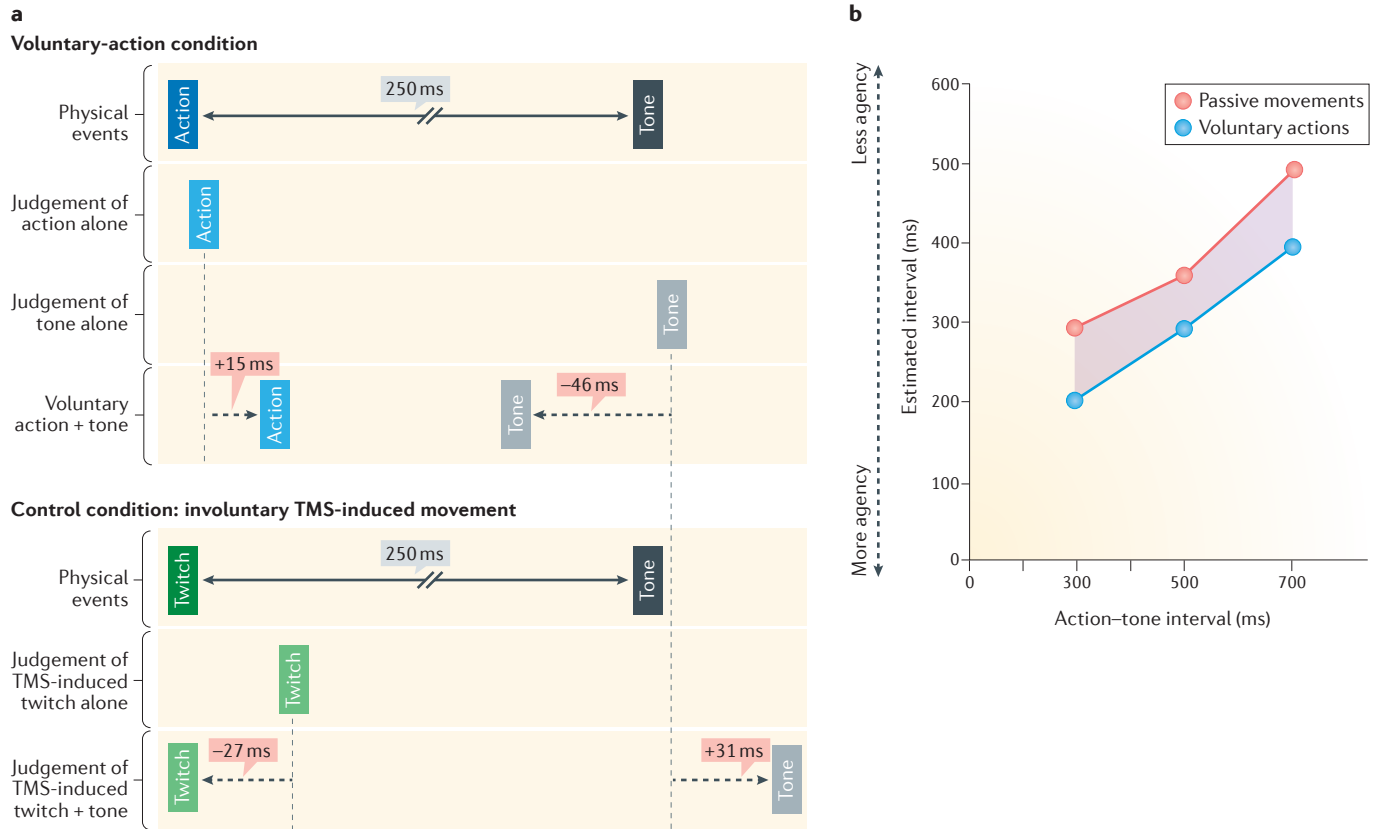 a
Voluntary-action condition
Physical
events
Action
250 ms
Tone
Judgement of
action alone
Action
Judgement of
tone alone
Tone
Voluntary
action + tone
+15 ms
Action
Tone
–46 ms
Control condition: involuntary TMS-induced movement
Physical
events
Twitch
250 ms
Tone
Judgement of
TMS-induced
twitch alone
Twitch
Judgement of
TMS-induced
twitch + tone
Twitch
–27 ms
+31 ms
Tone
b
Less agency
More agency
Estimated interval (ms)
600
500
400
300
200
100
0
0
300
500
700
Action–tone interval (ms)
Passive movements
Voluntary actions